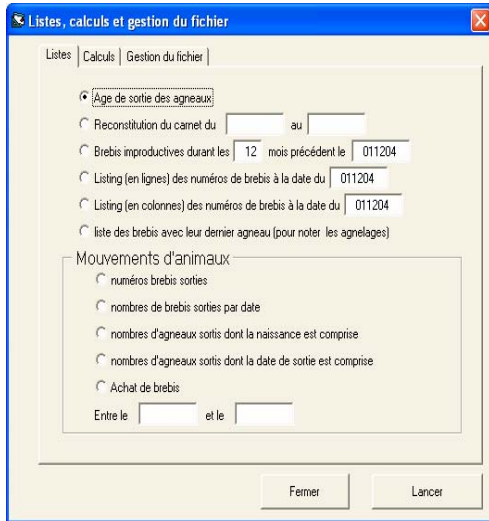 Listes, calculs et gestion du fichier
Listes Calculs Gestion du fichier
Age de sortie des agneaux
Reconstitution du carnet du au
Brebis improductives durant les 12 mois précédent le 011204
Listing (en lignes) des numéros de brebis à la date du 011204
Listing (en colonnes) des numéros de brebis à la date du 011204
liste des brebis avec leur dernier agneau (pour noter les agnelages)
Mouvements d'animaux
numéros brebis sorties
nombres de brebis sorties par date
nombres d'agneaux sortis dont la naissance est comprise
nombres d'agneaux sortis dont la date de sortie est comprise
Achat de brebis
Entre le et le
Fermer Lancer